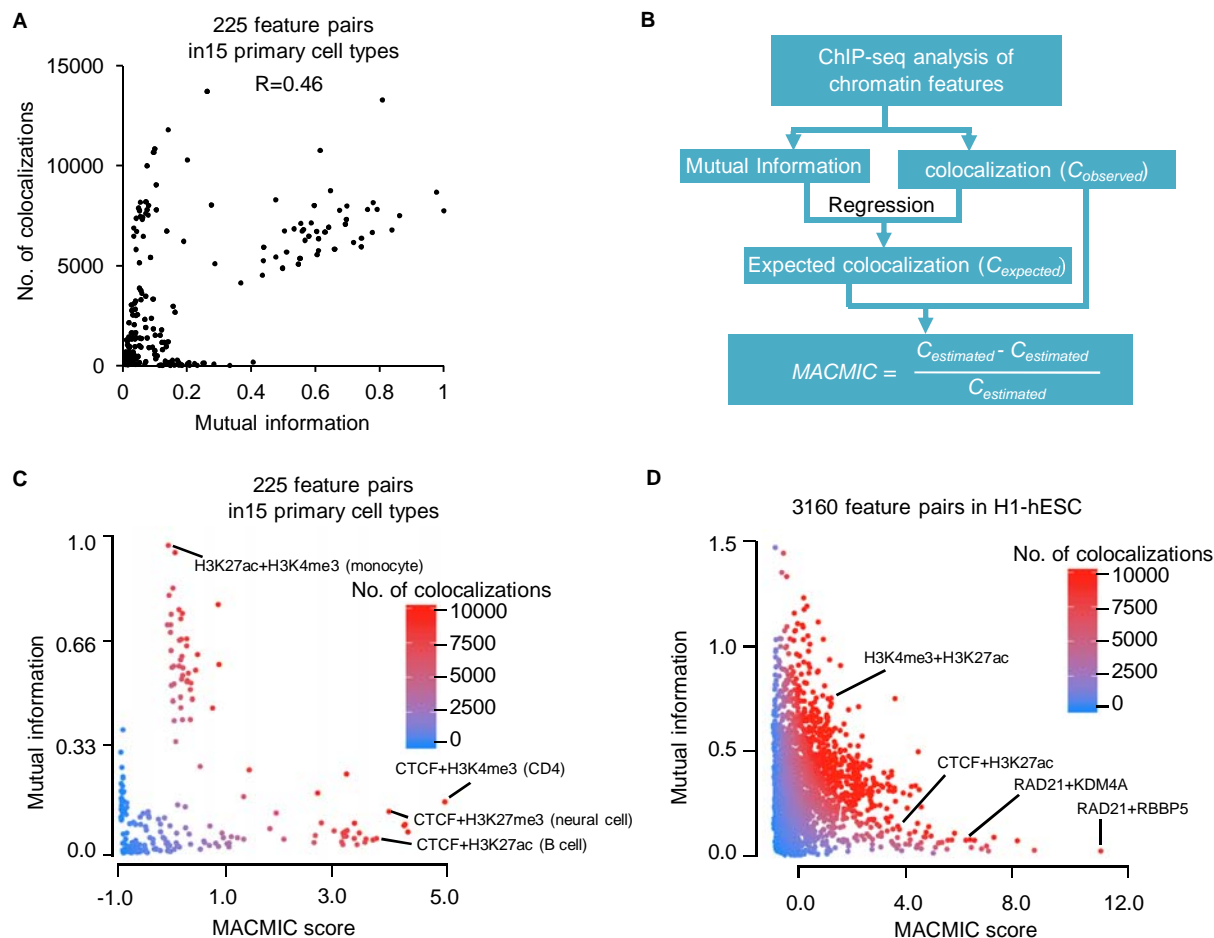 A
225 feature pairs
in15 primary cell types
R=0.46
15000
10000
5000
0
No. of colocalizations
0 0.2 0.4 0.6 0.8 1
Mutual information
B
ChIP-seq analysis of
chromatin features
Mutual Information
colocalization (Cobserved)
Regression
Expected colocalization (Cexpected)
MACMIC = Cestimated - Cestimated
Cestimated
C
225 feature pairs
in15 primary cell types
1.0
0.66
0.33
0.0
Mutual information
H3K27ac+H3K4me3 (monocyte)
No. of colocalizations
10000
7500
5000
2500
0
CTCF+H3K4me3 (CD4)
CTCF+H3K27me3 (neural cell)
CTCF+H3K27ac (B cell)
-1.0 1.0 3.0 5.0
MACMIC score
D
3160 feature pairs in H1-hESC
1.5
1.0
0.5
0.0
Mutual information
No. of colocalizations
10000
7500
5000
2500
0
H3K4me3+H3K27ac
CTCF+H3K27ac
RAD21+KDM4A
RAD21+RBBP5
0.0 4.0 8.0 12.0
MACMIC score